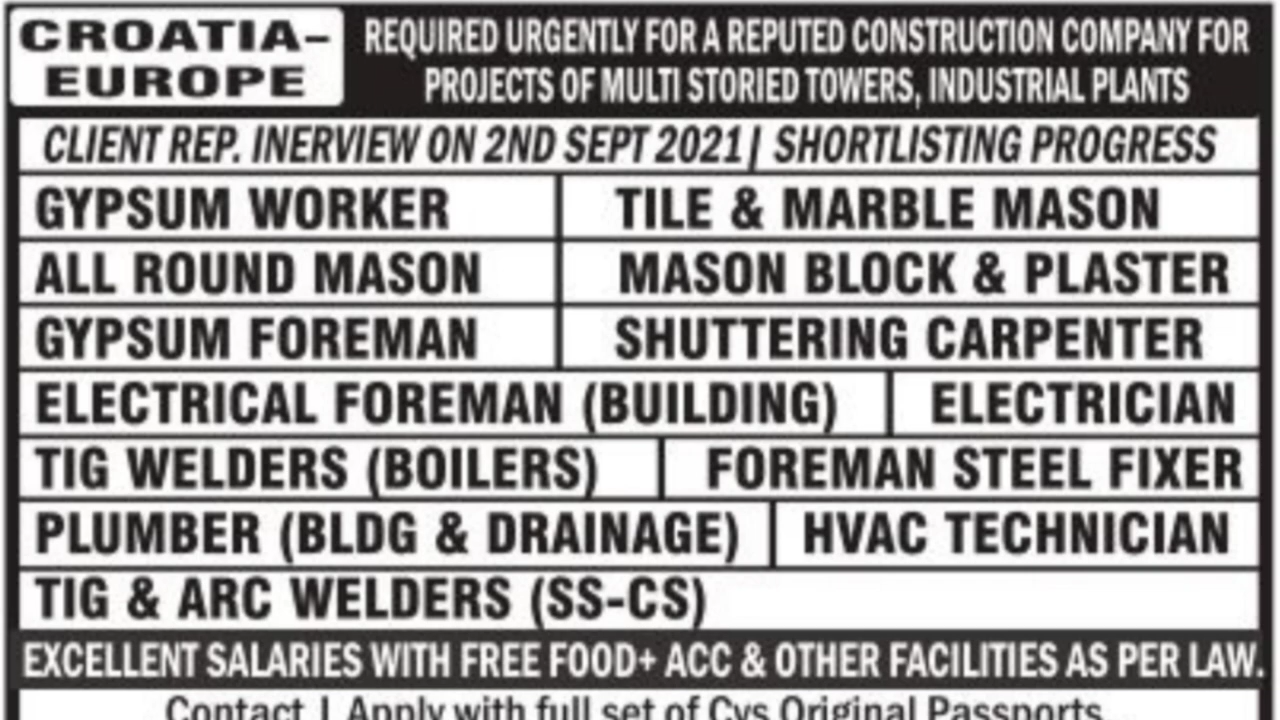 CROATIA-
EUROPE
REQUIRED URGENTLY FOR A REPUTED CONSTRUCTION COMPANY FOR
PROJECTS OF MULTI STORIED TOWERS, INDUSTRIAL PLANTS
CLIENT REP. INERVIEW ON 2ND SEPT 2021| SHORTLISTING PROGRESS
GYPSUM WORKER TILE & MARBLE MASON
ALL ROUND MASON MASON BLOCK & PLASTER
GYPSUM FOREMAN SHUTTERING CARPENTER
ELECTRICAL FOREMAN (BUILDING) ELECTRICIAN
TIG WELDERS (BOILERS) FOREMAN STEEL FIXER
PLUMBER (BLDG & DRAINAGE) HVAC TECHNICIAN
TIG & ARC WELDERS (SS-CS)
EXCELLENT SALARIES WITH FREE FOOD+ ACC & OTHER FACILITIES AS PER LAW.
Contact | Apply with full set of Cvs Original Passports